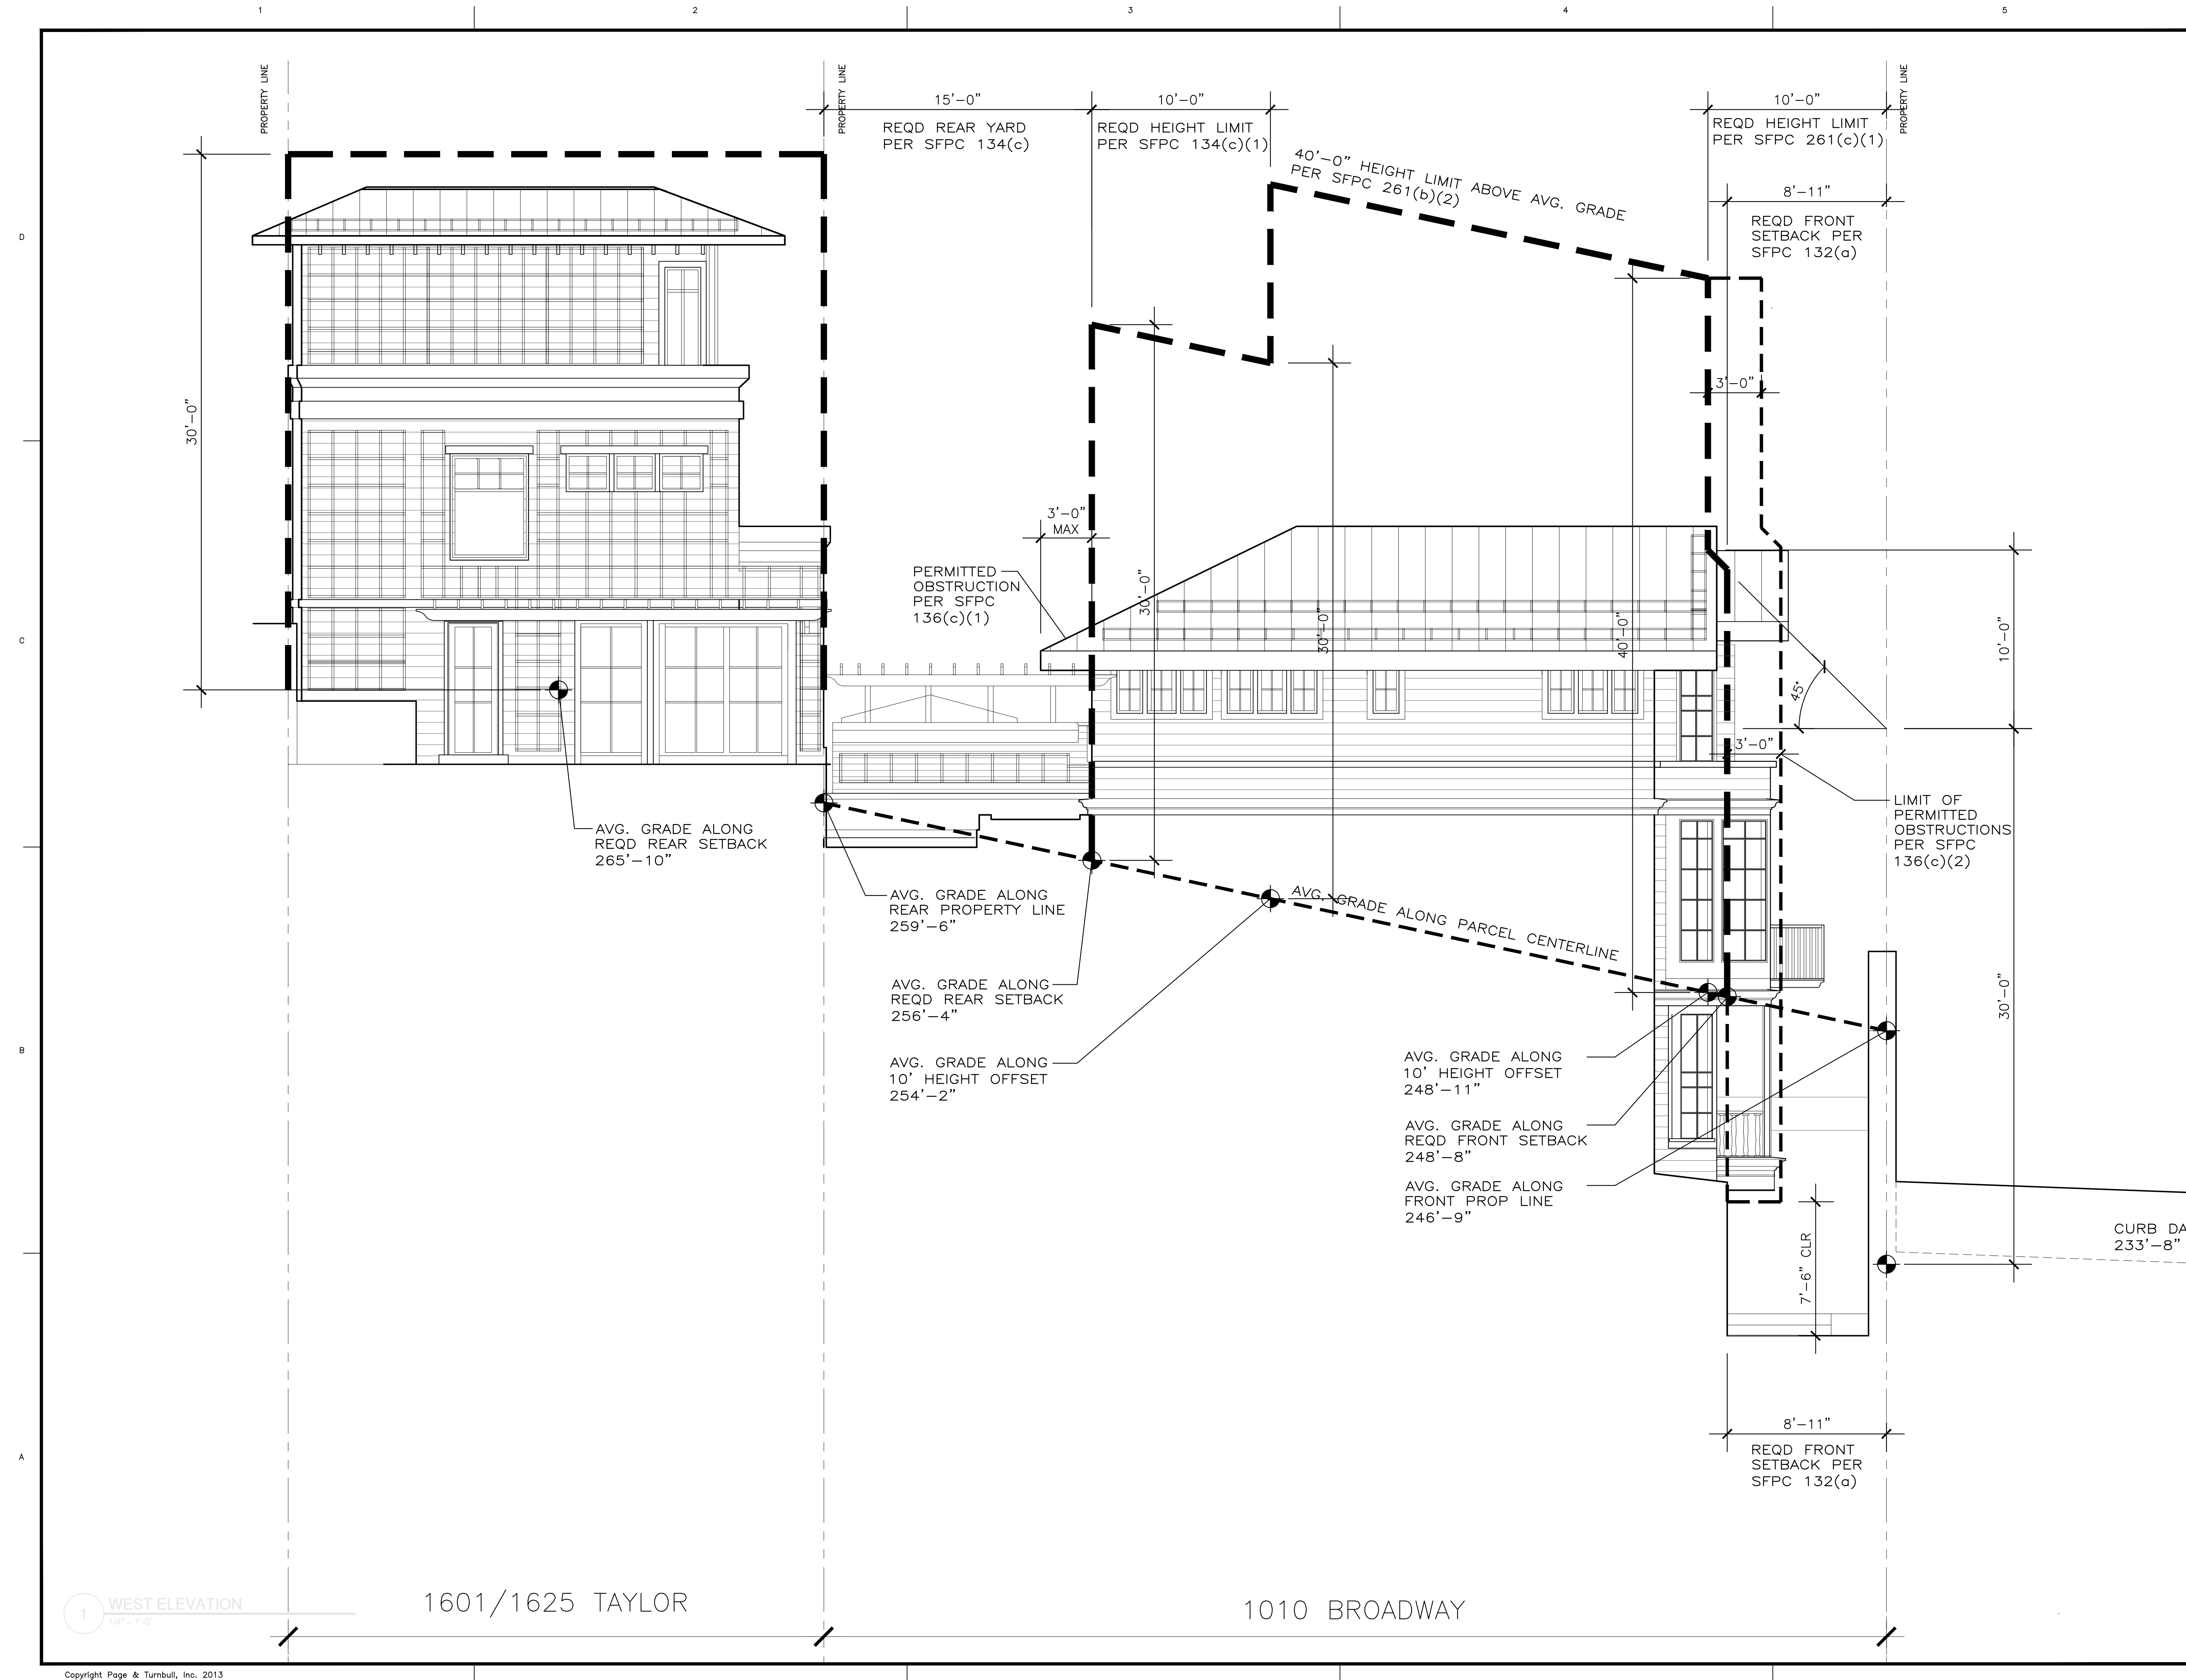 1
2
3
4
5
D
C
B
A
PROPERTY LINE
PROPERTY LINE
PROPERTY LINE
15'-0"
REQD REAR YARD
PER SFPC 134(c)
10'-0"
REQD HEIGHT LIMIT
PER SFPC 134(c)(1)
10'-0"
REQD HEIGHT LIMIT
PER SFPC 261(c)(1)
8'-11"
REQD FRONT
SETBACK PER
SFPC 132(a)
40'-0" HEIGHT LIMIT ABOVE AVG. GRADE
PER SFPC 261(b)(2)
30'-0"
3'-0"
3'-0"
MAX
PERMITTED
OBSTRUCTION
PER SFPC
136(c)(1)
30'-0"
30'-0"
40'-0"
10'-0"
45°
3'-0"
LIMIT OF
PERMITTED
OBSTRUCTIONS
PER SFPC
136(c)(2)
AVG. GRADE ALONG
REQD REAR SETBACK
265'-10"
AVG. GRADE ALONG
REAR PROPERTY LINE
259'-6"
AVG. GRADE ALONG PARCEL CENTERLINE
AVG. GRADE ALONG
REQD REAR SETBACK
256'-4"
30'-0"
AVG. GRADE ALONG
10' HEIGHT OFFSET
254'-2"
AVG. GRADE ALONG
10' HEIGHT OFFSET
248'-11"
AVG. GRADE ALONG
REQD FRONT SETBACK
248'-8"
AVG. GRADE ALONG
FRONT PROP LINE
246'-9"
CURB DA
233'-8"
7'-6" CLR
8'-11"
REQD FRONT
SETBACK PER
SFPC 132(a)
1
WEST ELEVATION
1/4" = 1'-0"
1601/1625 TAYLOR
1010 BROADWAY
Copyright Page & Turnbull, Inc. 2013